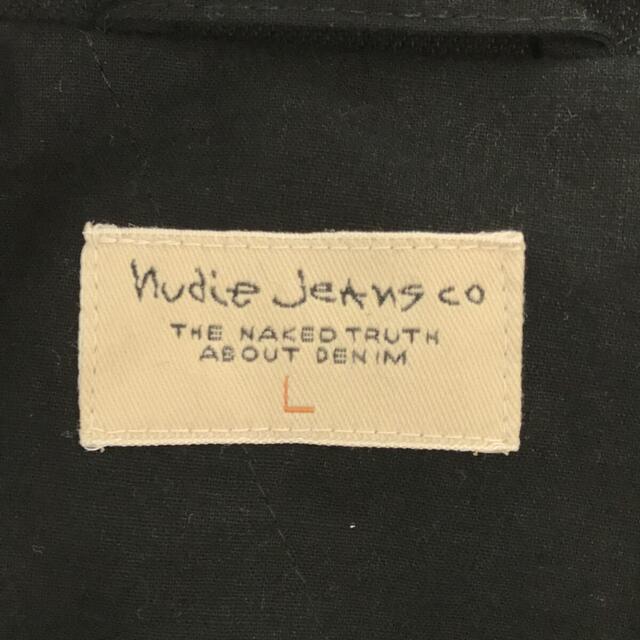 nudie Jeans co
THE NAKED TRUTH
ABOUT DENIM
L